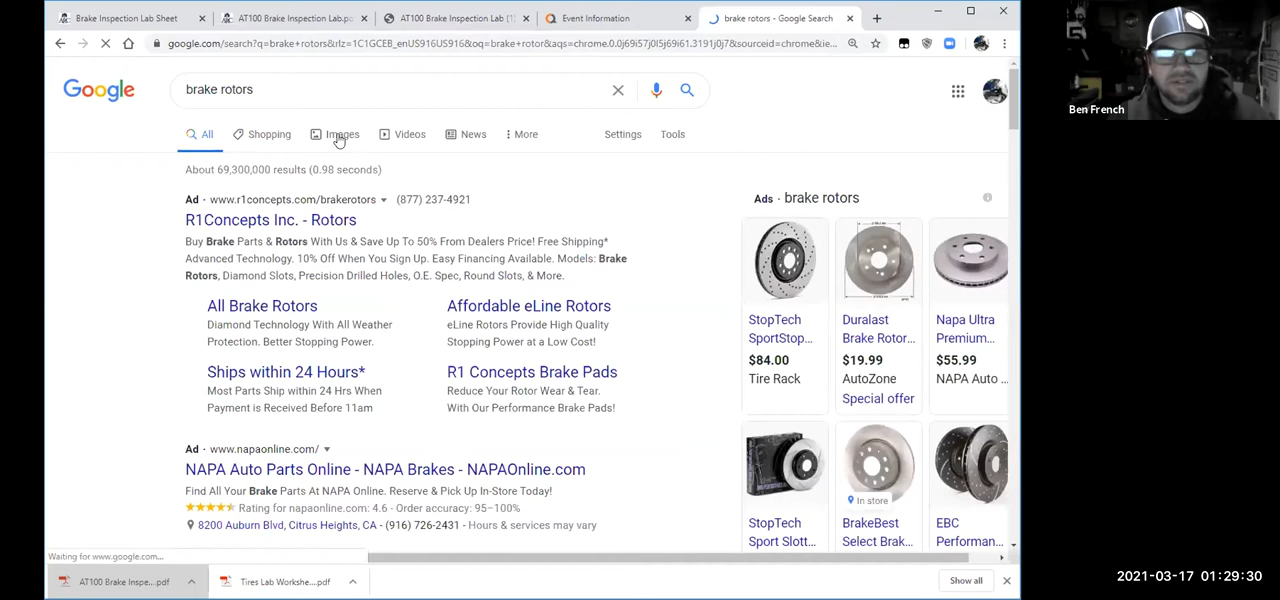 Brake Inspection Lab Sheet
AT100 Brake Inspection Lab.pd
AT100 Brake Inspection Lab [1
Event Information
brake rotors - Google Search
google.com/search?q=brake+rotors&rlz=1C1GCEB_enUS916US916&oq=brake+rotor&aqs=chrome.0.0j69i57j0l5j69i61.3191j0j7&sourceid=chrome&ie...
Google
brake rotors
All
Shopping
Images
Videos
News
More
Settings
Tools
About 69,300,000 results (0.98 seconds)
Ad · www.r1concepts.com/brakerotors (877) 237-4921
R1Concepts Inc. - Rotors
Buy Brake Parts & Rotors With Us & Save Up To 50% From Dealers Price! Free Shipping*
Advanced Technology. 10% Off When You Sign Up. Easy Financing Available. Models: Brake
Rotors, Diamond Slots, Precision Drilled Holes, O.E. Spec, Round Slots, & More.
All Brake Rotors
Diamond Technology With All Weather
Protection. Better Stopping Power.
Affordable eLine Rotors
eLine Rotors Provide High Quality
Stopping Power at a Low Cost!
Ships within 24 Hours*
Most Parts Ship within 24 Hrs When
Payment is Received Before 11am
R1 Concepts Brake Pads
Reduce Your Rotor Wear & Tear.
With Our Performance Brake Pads!
Ad · www.napaonline.com/
NAPA Auto Parts Online - NAPA Brakes - NAPAOnline.com
Find All Your Brake Parts At NAPA Online. Reserve & Pick Up In-Store Today!
Rating for napaonline.com: 4.6 - Order accuracy: 95–100%
8200 Auburn Blvd, Citrus Heights, CA - (916) 726-2431 - Hours & services may vary
Ads · brake rotors
StopTech
SportStop...
$84.00
Tire Rack
Duralast
Brake Rotor...
$19.99
AutoZone
Special offer
Napa Ultra
Premium...
$55.99
NAPA Auto ...
StopTech
Sport Slott...
In store
BrakeBest
Select Brak...
EBC
Performan...
Waiting for www.google.com...
AT100 Brake Inspe....pdf
Tires Lab Workshe....pdf
Show all
Ben French
2021-03-17 01:29:30